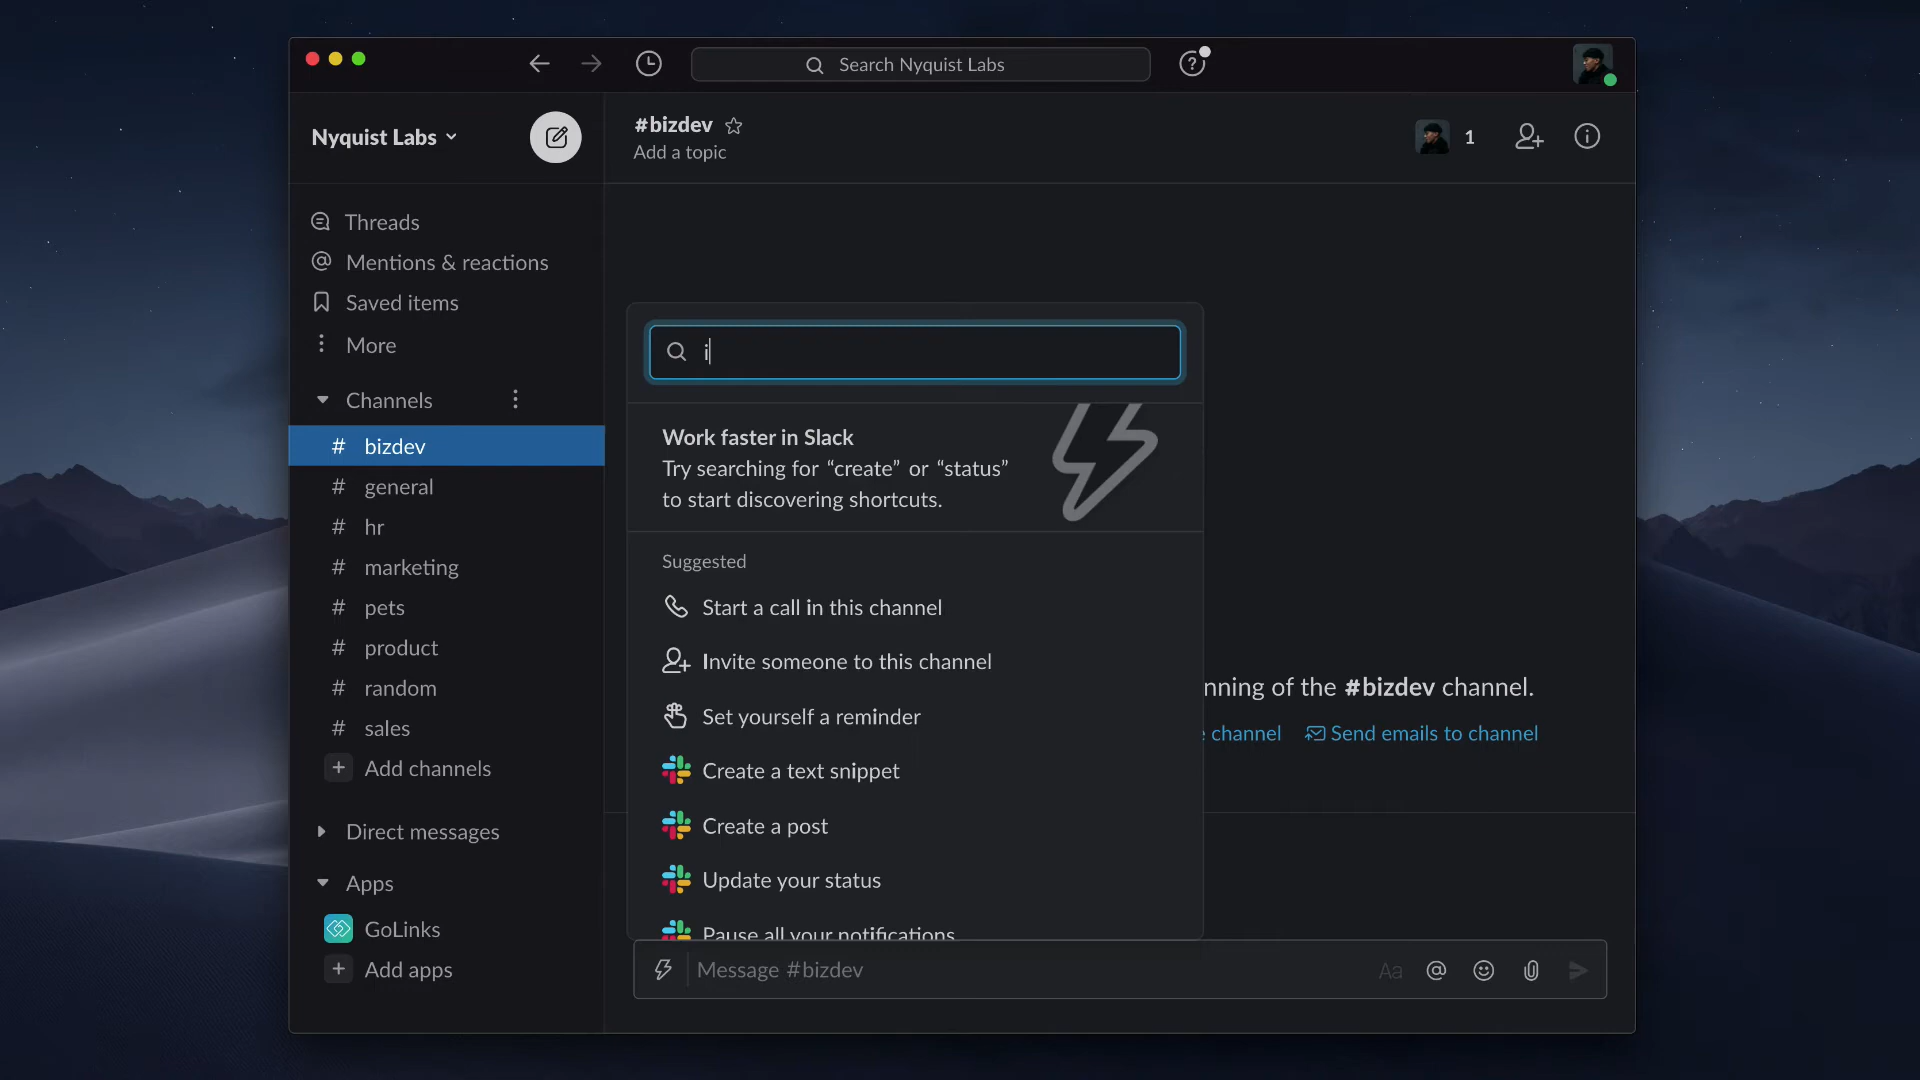 Search Nyquist Labs
Nyquist Labs
#bizdev
Add a topic
1
Threads
Mentions & reactions
Saved items
More
Channels
# bizdev
# general
# hr
# marketing
# pets
# product
# random
# sales
+ Add channels
Direct messages
Apps
GoLinks
+ Add apps
i
Work faster in Slack
Try searching for “create” or “status”
to start discovering shortcuts.
Suggested
Start a call in this channel
Invite someone to this channel
Set yourself a reminder
Create a text snippet
Create a post
Update your status
Pause all your notifications
nning of the #bizdev channel.
channel
Send emails to channel
Message #bizdev
Aa